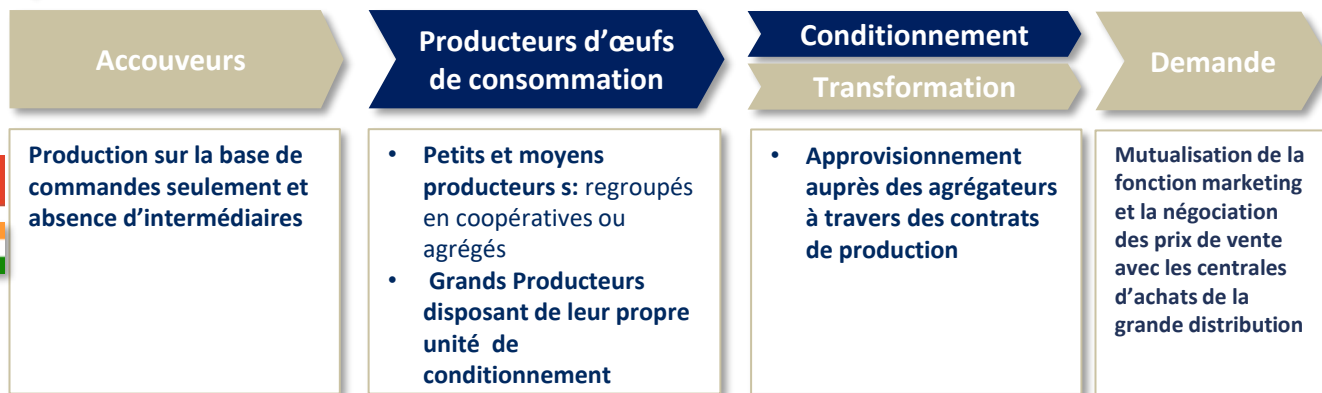 Accouveurs
Producteurs d'œufs
de consommation
Conditionnement
Transformation
Demande
Production sur la base de
commandes seulement et
absence d'intermédiaires
• Petits et moyens
producteurs s: regroupés
en coopératives ou
agrégés
• Grands Producteurs
disposant de leur propre
unité de
conditionnement
• Approvisionnement
auprès des agrégateurs
à travers des contrats
de production
Mutualisation de la
fonction marketing
et la négociation
des prix de vente
avec les centrales
d'achats de la
grande distribution